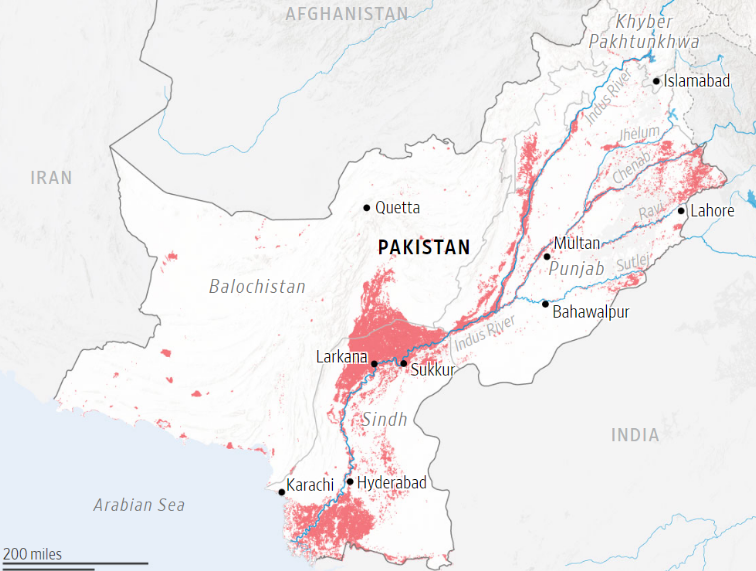 AFGHANISTAN
Khyber
Pakhtunkhwa
Islamabad
Indus River
Jhelum
Chenab
IRAN
Quetta
Ravi
Lahore
PAKISTAN
Multan
Punjab
Sutlej
Balochistan
Bahawalpur
Indus River
Larkana
Sukkur
Sindh
INDIA
Karachi
Hyderabad
Arabian Sea
200 miles